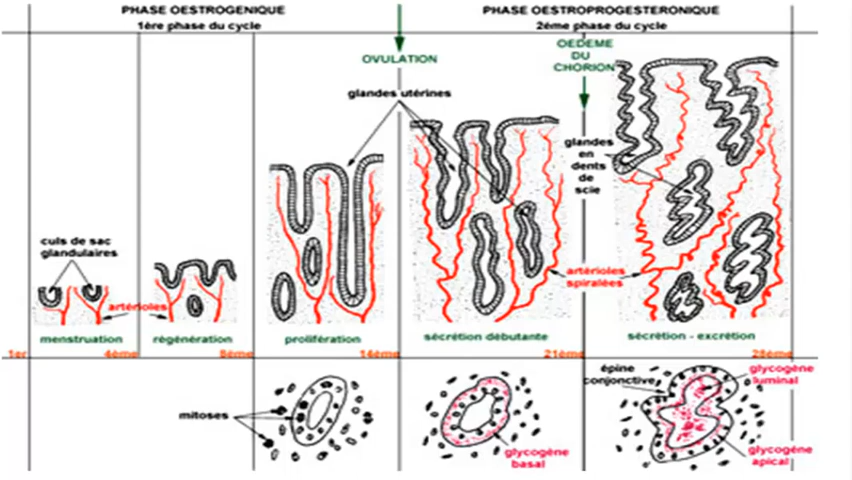 PHASE OESTROGENIQUE
1ère phase du cycle
PHASE OESTROPROGESTERONIQUE
2ème phase du cycle
OVULATION
OEDEME
DU
CHORION
glandes utérines
glandes
en
dents
de
scie
culs de sac
glandulaires
artérioles
artérioles
spiralées
menstruation
régénération
prolifération
sécrétion débutante
sécrétion - excrétion
1er
4ème
8ème
14ème
21ème
28ème
mitoses
glycogène
basal
épine
conjonctive
glycogène
luminal
glycogène
apical